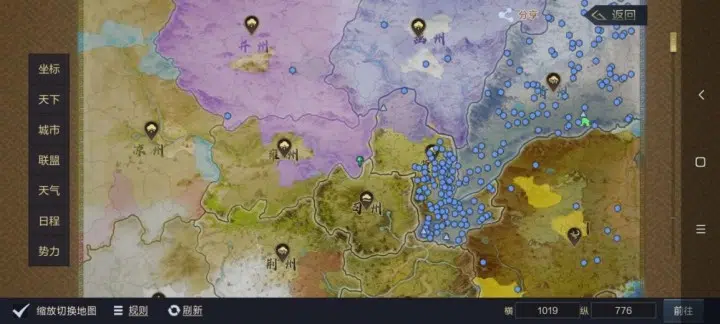 分享
返回
并州
幽州
坐标
天下
城市
联盟
天气
日程
势力
凉州
雍州
司州
荆州
缩放切换地图
规则
刷新
横 1019 纵 776 前往